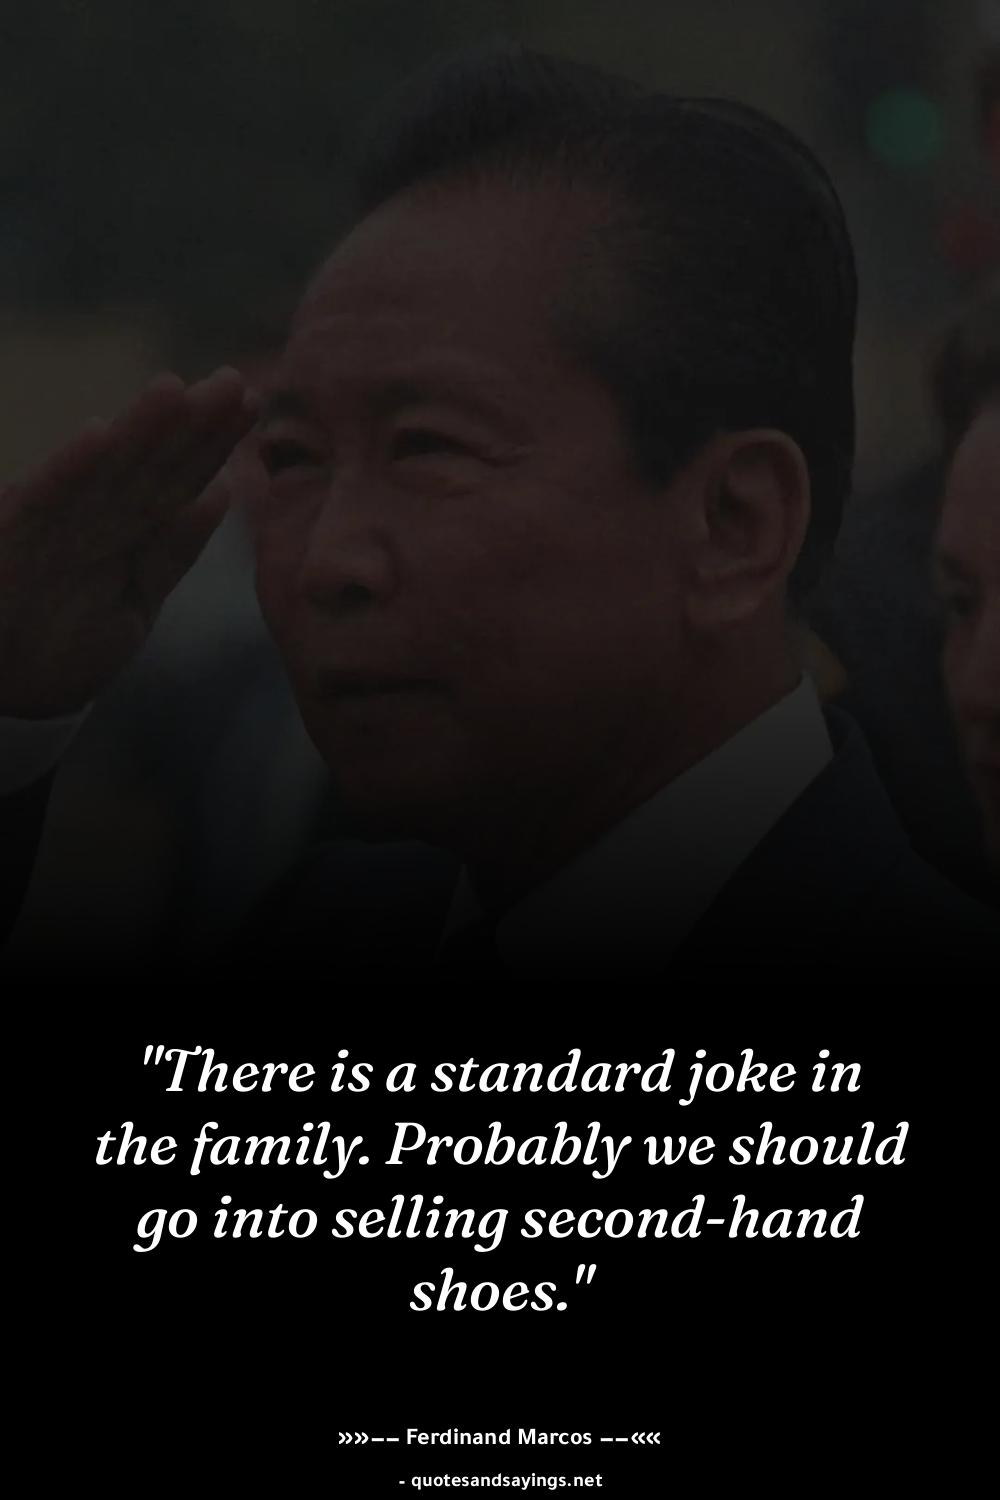 "There is a standard joke in
the family. Probably we should
go into selling second-hand
shoes."
»»−− Ferdinand Marcos −−««
- quotesandsayings.net